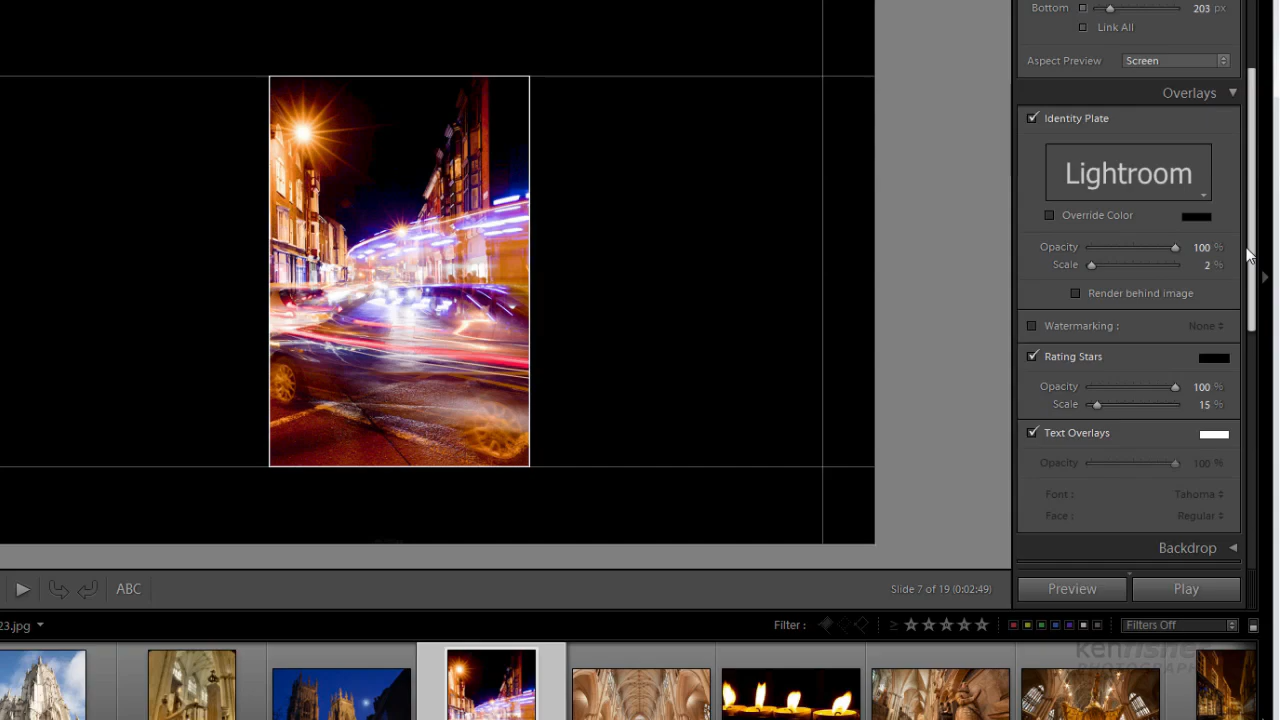 Bottom 203 px
Link All
Aspect Preview Screen
Overlays
Identity Plate
Lightroom
Override Color
Opacity 100 %
Scale 2 %
Render behind image
Watermarking : None
Rating Stars
Opacity 100 %
Scale 15 %
Text Overlays
Opacity 100 %
Font : Tahoma
Face : Regular
Backdrop
ABC Slide 7 of 19 (0:02:49) Preview Play
23.jpg Filter : Filters Off
PHOTOGRAPHY